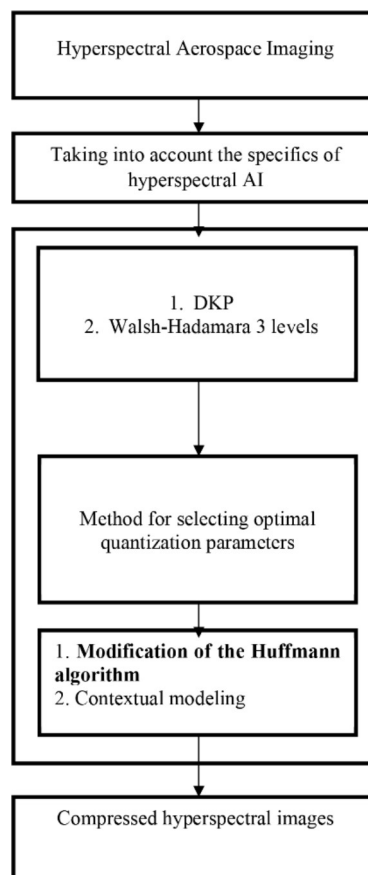 Hyperspectral Aerospace Imaging
Taking into account the specifics of
hyperspectral AI
1. DKP
2. Walsh-Hadamara 3 levels
Method for selecting optimal
quantization parameters
1. Modification of the Huffmann
algorithm
2. Contextual modeling
Compressed hyperspectral images